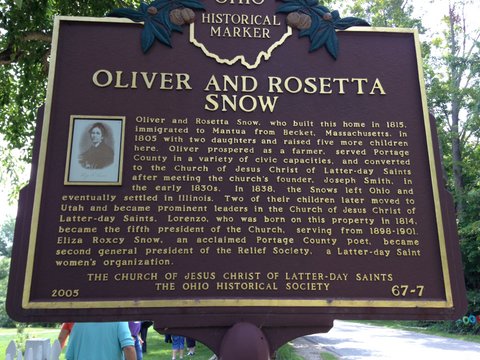 OHIO
HISTORICAL
MARKER
OLIVER AND ROSETTA
SNOW
Oliver and Rosetta Snow, who built this home in 1815,
immigrated to Mantua from Becket, Massachusetts, in
1805 with two daughters and raised five more children
here. Oliver prospered as a farmer, served Portage
County in a variety of civic capacities, and converted
to the Church of Jesus Christ of Latter-day Saints
after meeting the church's founder, Joseph Smith, in
the early 1830s. In 1838, the Snows left Ohio and
eventually settled in Illinois. Two of their children later moved to
Utah and became prominent leaders in the Church of Jesus Christ of
Latter-day Saints. Lorenzo, who was born on this property in 1814,
became the fifth president of the Church, serving from 1898-1901.
Eliza Roxcy Snow, an acclaimed Portage County poet, became
second general president of the Relief Society, a Latter-day Saint
women's organization.
THE CHURCH OF JESUS CHRIST OF LATTER-DAY SAINTS
THE OHIO HISTORICAL SOCIETY
2005
67-7